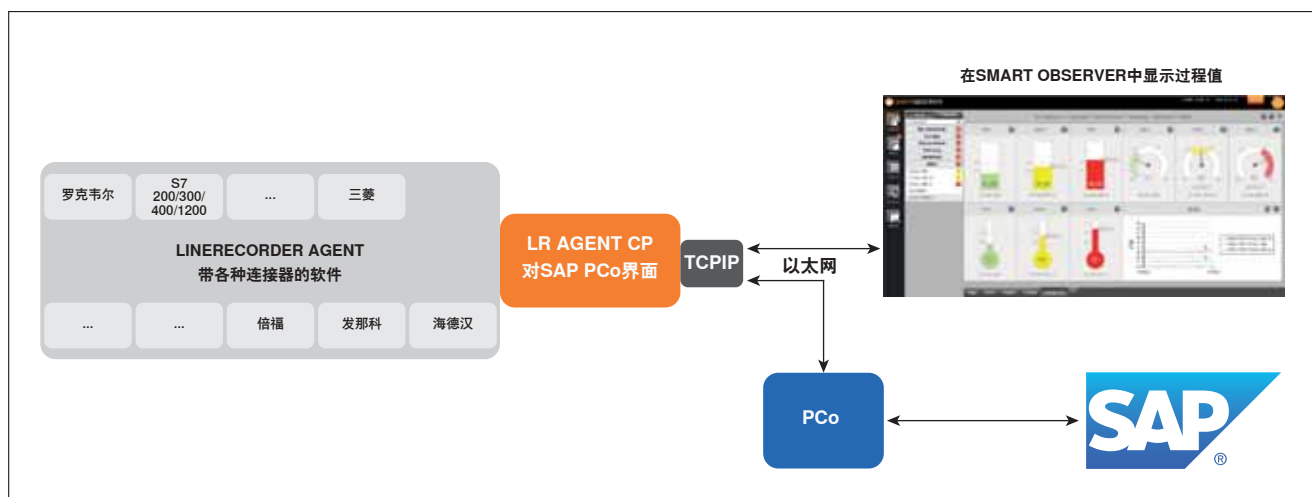 在SMART OBSERVER中显示过程值
罗克韦尔
S7
200/300/
400/1200
...
三菱
LINERECORDER AGENT
带各种连接器的软件
...
...
倍福
发那科
海德汉
LR AGENT CP
对SAP PCo界面
TCPIP
以太网
PCo
SAP
®